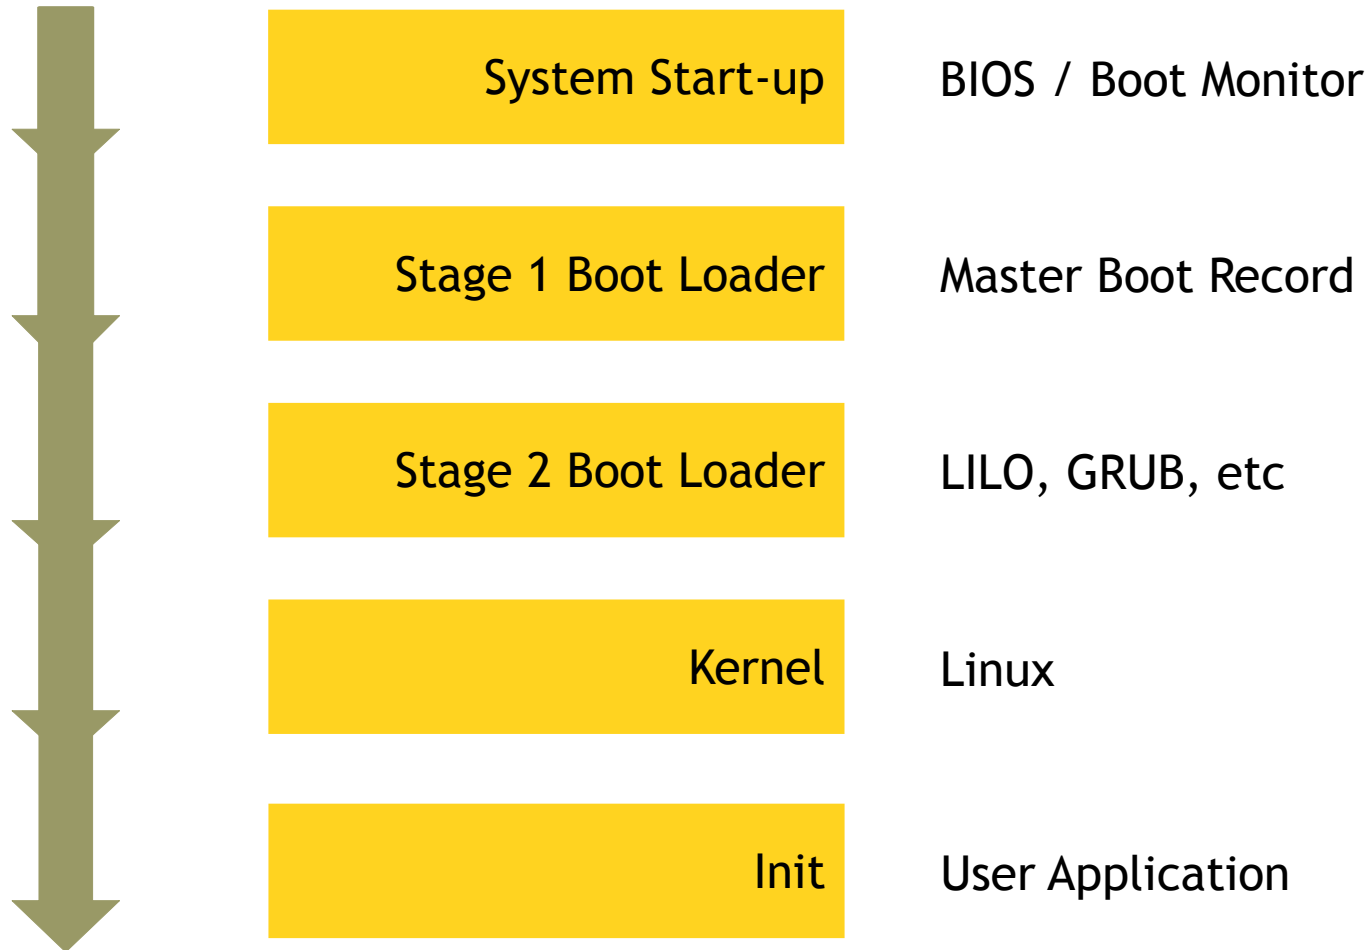 System Start-up
BIOS / Boot Monitor
Stage 1 Boot Loader
Master Boot Record
Stage 2 Boot Loader
LILO, GRUB, etc
Kernel
Linux
Init
User Application